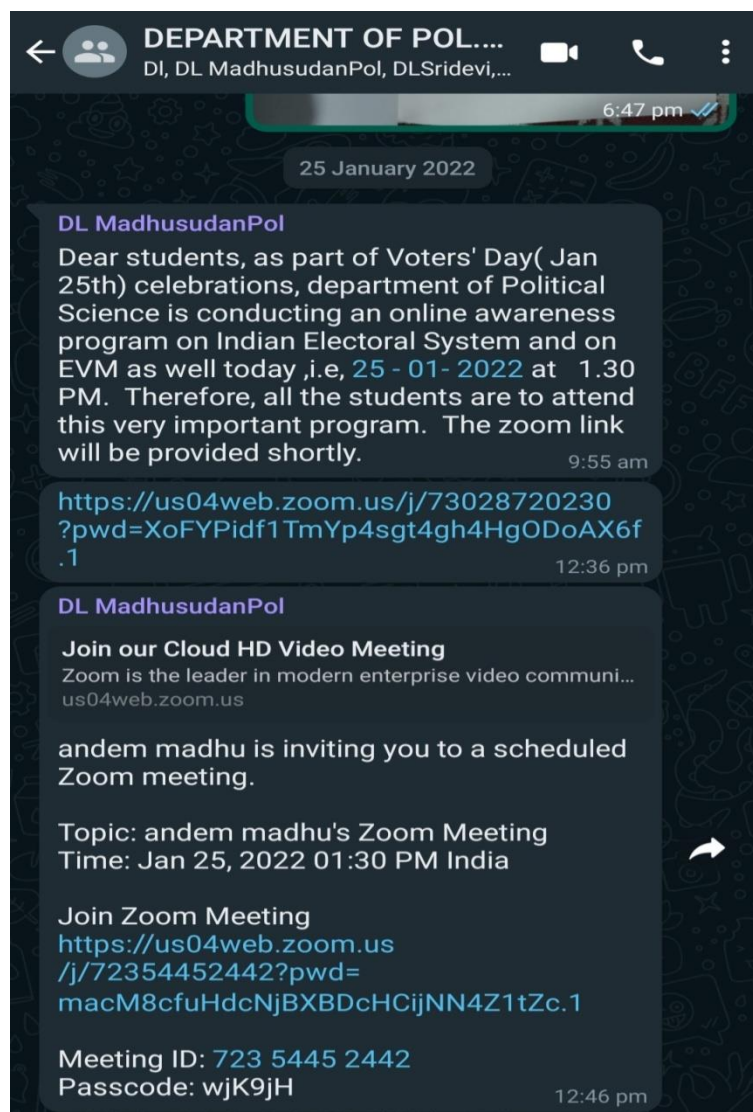 DEPARTMENT OF POL....
Dl, DL MadhusudanPol, DLSridevi,...
6:47 pm
25 January 2022
DL MadhusudanPol
Dear students, as part of Voters' Day( Jan
25th) celebrations, department of Political
Science is conducting an online awareness
program on Indian Electoral System and on
EVM as well today ,i.e, 25 - 01- 2022 at 1.30
PM. Therefore, all the students are to attend
this very important program. The zoom link
will be provided shortly.
9:55 am
https://us04web.zoom.us/j/73028720230
?pwd=XoFYPidf1TmYp4sgt4gh4HgODoAX6f
.1
12:36 pm
DL MadhusudanPol
Join our Cloud HD Video Meeting
Zoom is the leader in modern enterprise video communi...
us04web.zoom.us
andem madhu is inviting you to a scheduled
Zoom meeting.
Topic: andem madhu's Zoom Meeting
Time: Jan 25, 2022 01:30 PM India
Join Zoom Meeting
https://us04web.zoom.us
/j/72354452442?pwd=
macM8cfuHdcNjBXBDcHCijNN4Z1tZc.1
Meeting ID: 723 5445 2442
Passcode: wjK9jH
12:46 pm